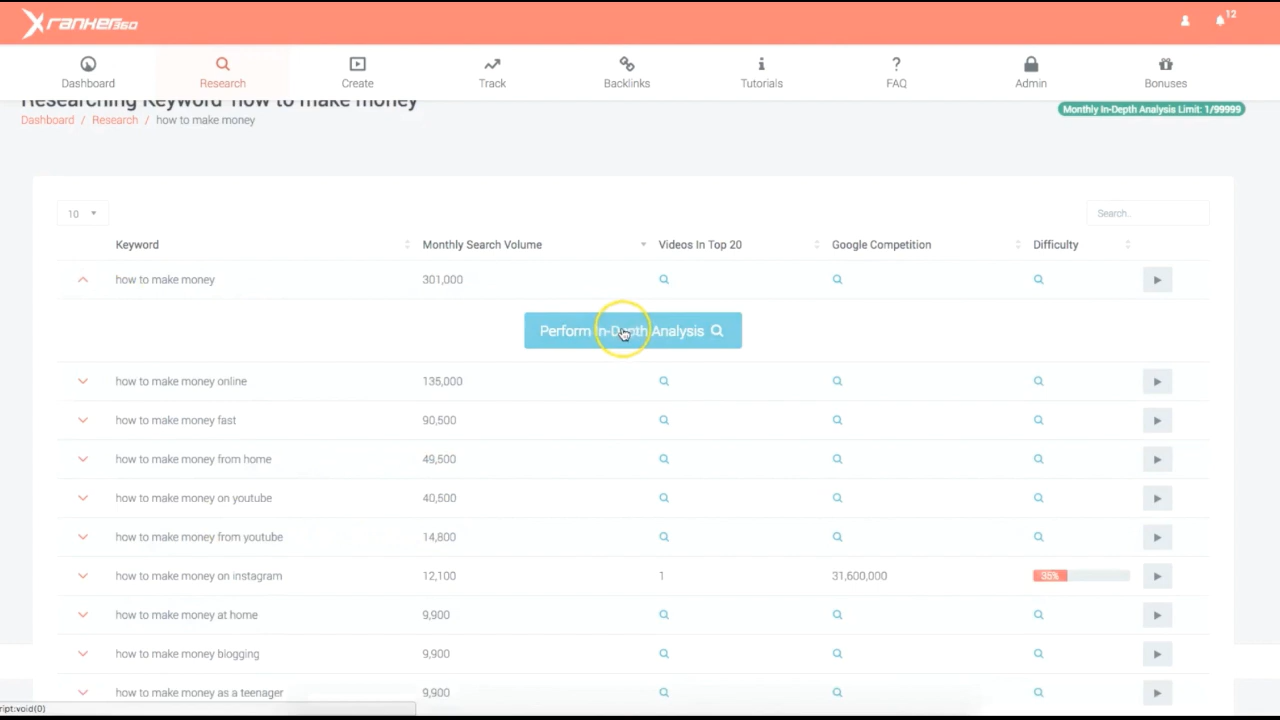 Xranker360
12
Dashboard
Research
Create
Track
Backlinks
Tutorials
FAQ
Admin
Bonuses
Researching Keyword 'how to make money'
Dashboard / Research / how to make money
Monthly In-Depth Analysis Limit: 1/99999
10
Search..
Keyword Monthly Search Volume Videos In Top 20 Google Competition Difficulty
how to make money 301,000
Perform In-Depth Analysis
how to make money online 135,000
how to make money fast 90,500
how to make money from home 49,500
how to make money on youtube 40,500
how to make money from youtube 14,800
how to make money on instagram 12,100 1 31,600,000 35%
how to make money at home 9,900
how to make money blogging 9,900
how to make money as a teenager 9,900
ript:void(0)